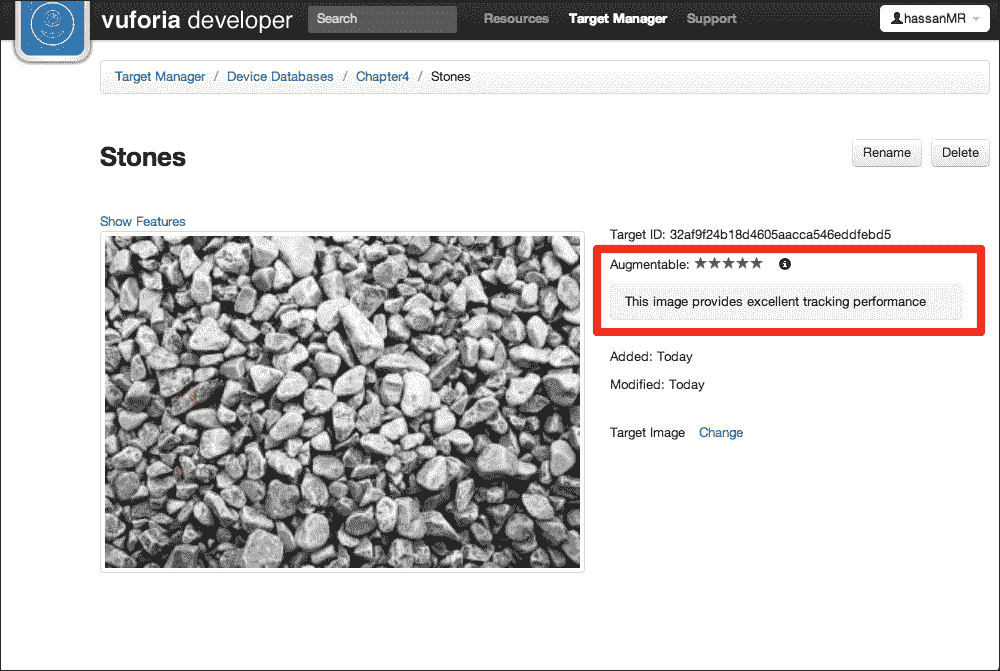 vuforia developer Search Resources Target Manager Support hassanMR
Target Manager / Device Databases / Chapter4 / Stones
Stones Rename Delete
Show Features
Target ID: 32af9f24b18d4605aacca546eddfebd5
Augmentable: ★★★★★
This image provides excellent tracking performance
Added: Today
Modified: Today
Target Image Change